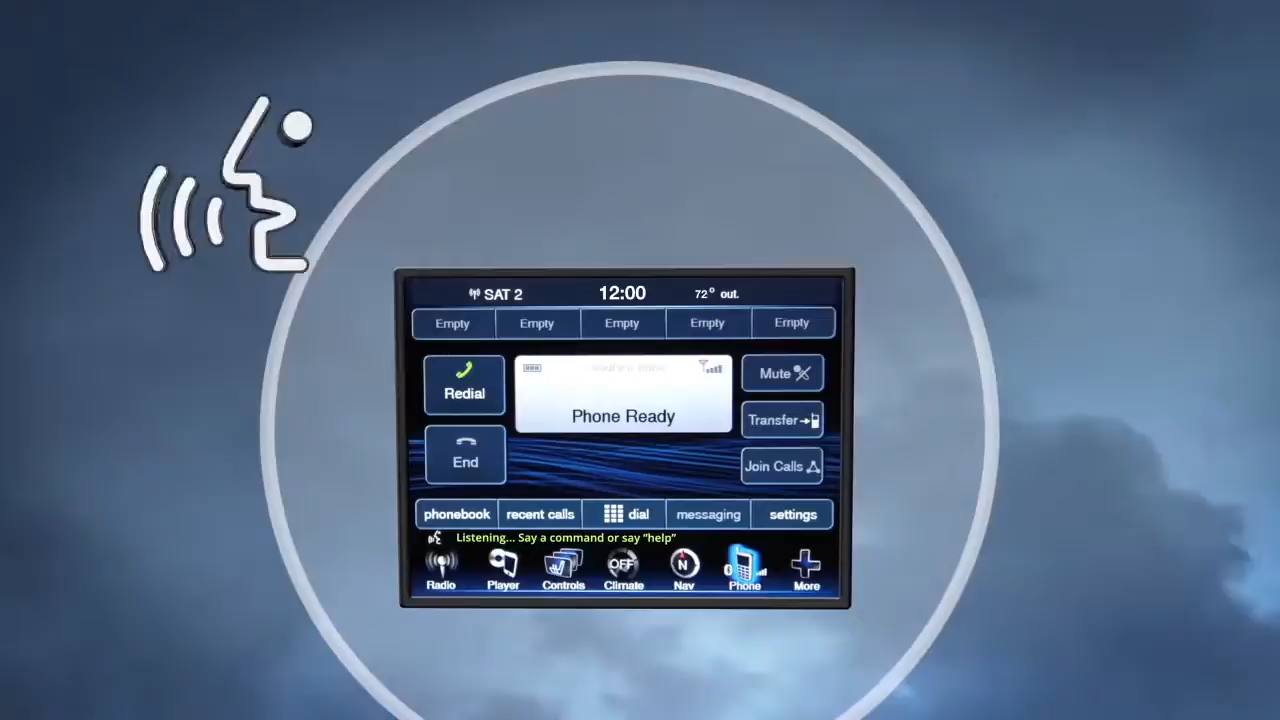 SAT 2 12:00 72° out.
Empty Empty Empty Empty Empty
Redial
Phone Ready
Mute
Transfer
End
Join Calls
phonebook recent calls dial messaging settings
Listening... Say a command or say “help”
OFF N
Radio Player Controls Climate Nav Phone More